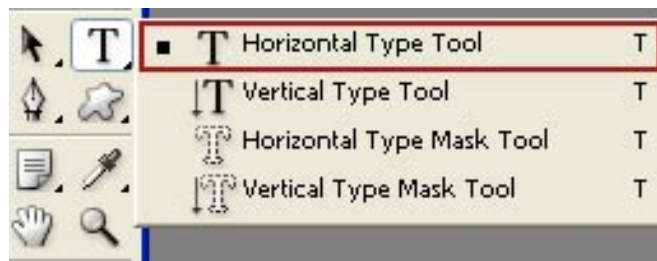 T Horizontal Type Tool T
T Vertical Type Tool T
T Horizontal Type Mask Tool T
T Vertical Type Mask Tool T